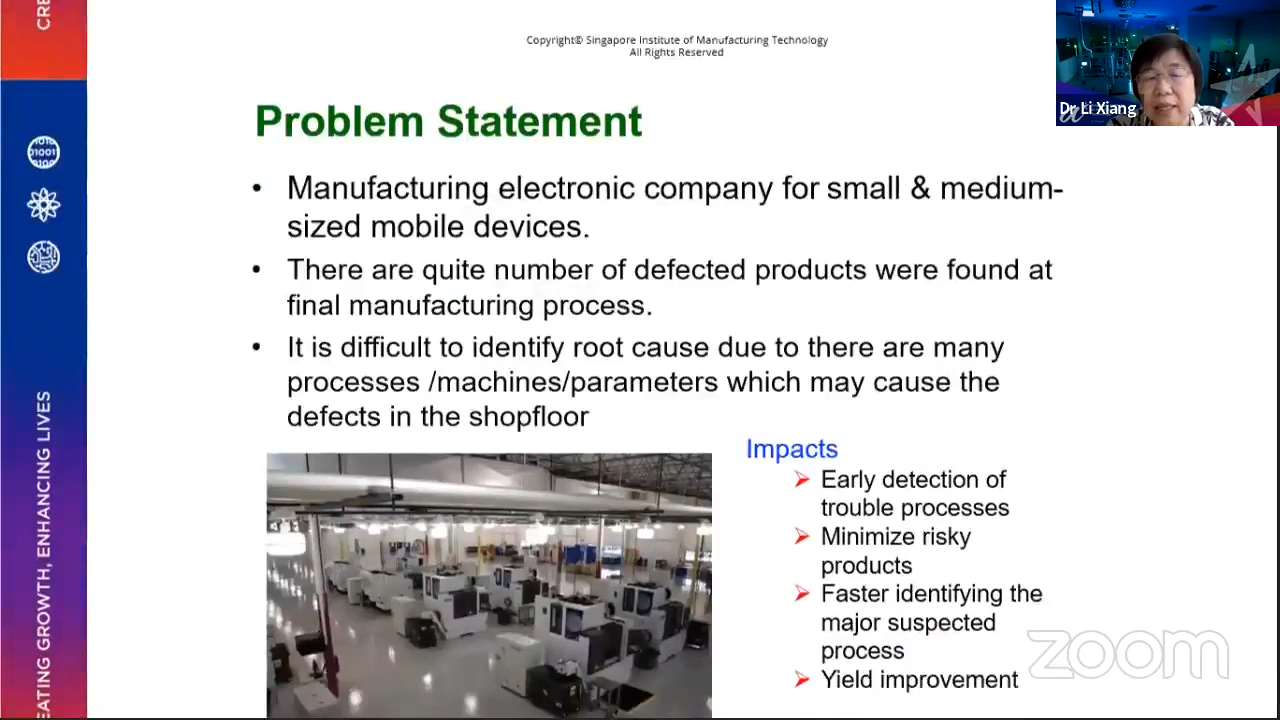 Copyright© Singapore Institute of Manufacturing Technology
All Rights Reserved
Dr Li Xiang
Problem Statement
• Manufacturing electronic company for small & medium-
sized mobile devices.
• There are quite number of defected products were found at
final manufacturing process.
• It is difficult to identify root cause due to there are many
processes /machines/parameters which may cause the
defects in the shopfloor
Impacts
Early detection of
trouble processes
Minimize risky
products
Faster identifying the
major suspected
process
Yield improvement
zoom
EATING GROWTH, ENHANCING LIVES
CRE